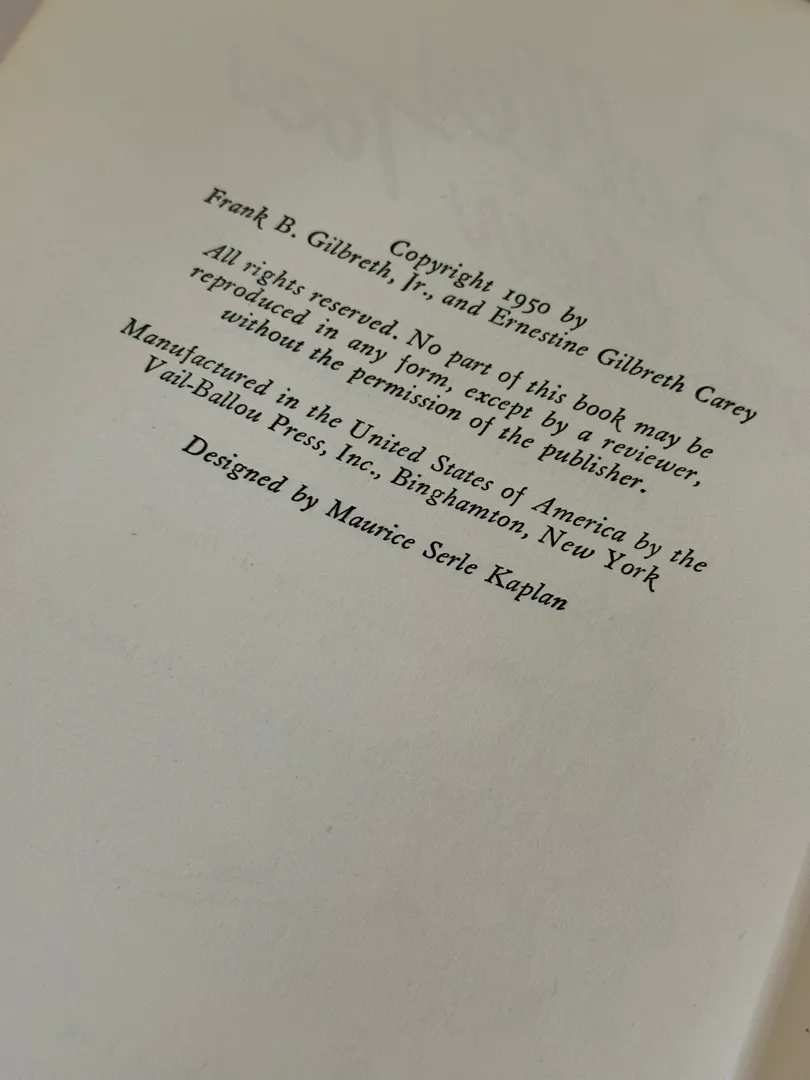 Copyright 1950 by
Frank B. Gilbreth, Jr., and Ernestine Gilbreth Carey
All rights reserved. No part of this book may be
reproduced in any form, except by a reviewer,
without the permission of the publisher.
Manufactured in the United States of America by the
Vail-Ballou Press, Inc., Binghamton, New York
Designed by Maurice Serle Kaplan